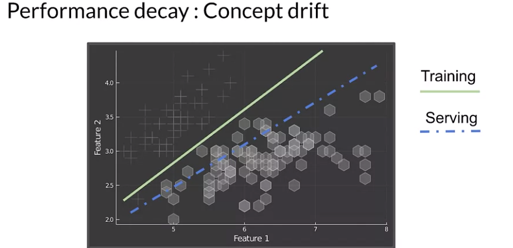 Performance decay : Concept drift
Training
Serving
Feature 2
4.0
3.5
3.0
2.5
2.0
5
6
7
8
Feature 1